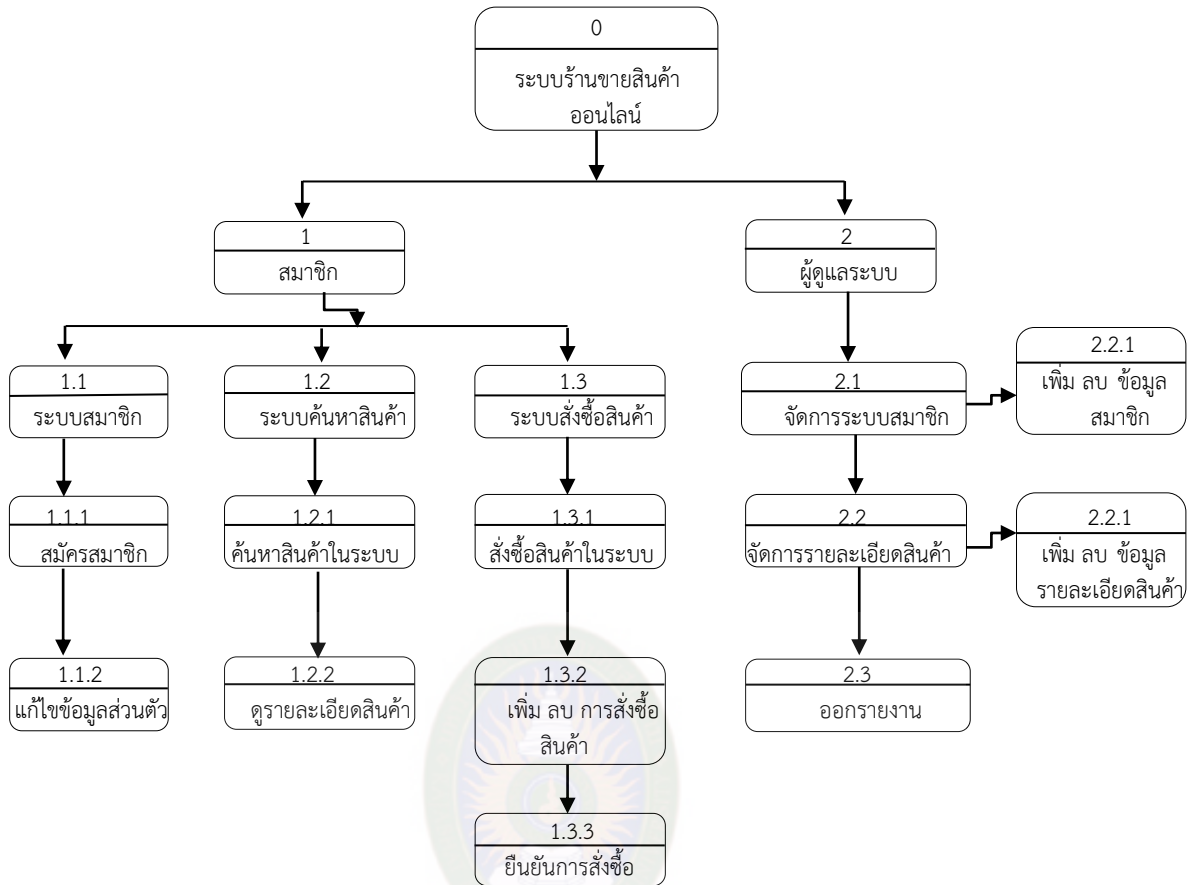 0
ระบบร้านขายสินค้า
ออนไลน์
1
สมาชิก
2
ผู้ดูแลระบบ
1.1
ระบบสมาชิก
1.2
ระบบค้นหาสินค้า
1.3
ระบบสั่งซื้อสินค้า
2.1
จัดการระบบสมาชิก
2.2.1
เพิ่ม ลบ ข้อมูล
สมาชิก
1.1.1
สมัครสมาชิก
1.2.1
ค้นหาสินค้าในระบบ
1.3.1
สั่งซื้อสินค้าในระบบ
2.2
จัดการรายละเอียดสินค้า
2.2.1
เพิ่ม ลบ ข้อมูล
รายละเอียดสินค้า
1.1.2
แก้ไขข้อมูลส่วนตัว
1.2.2
ดูรายละเอียดสินค้า
1.3.2
เพิ่ม ลบ การสั่งซื้อ
สินค้า
2.3
ออกรายงาน
1.3.3
ยืนยันการสั่งซื้อ